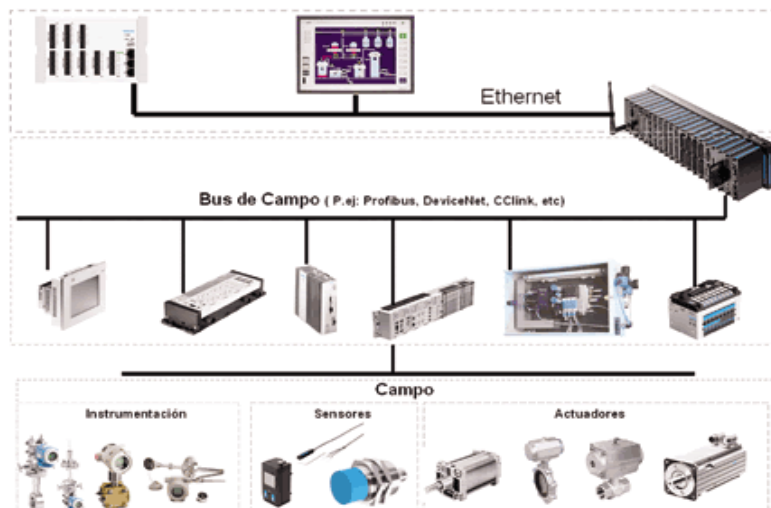 Ethernet
Bus de Campo ( P.ej: Profibus, DeviceNet, CClink, etc)
Campo
Instrumentación
Sensores
Actuadores